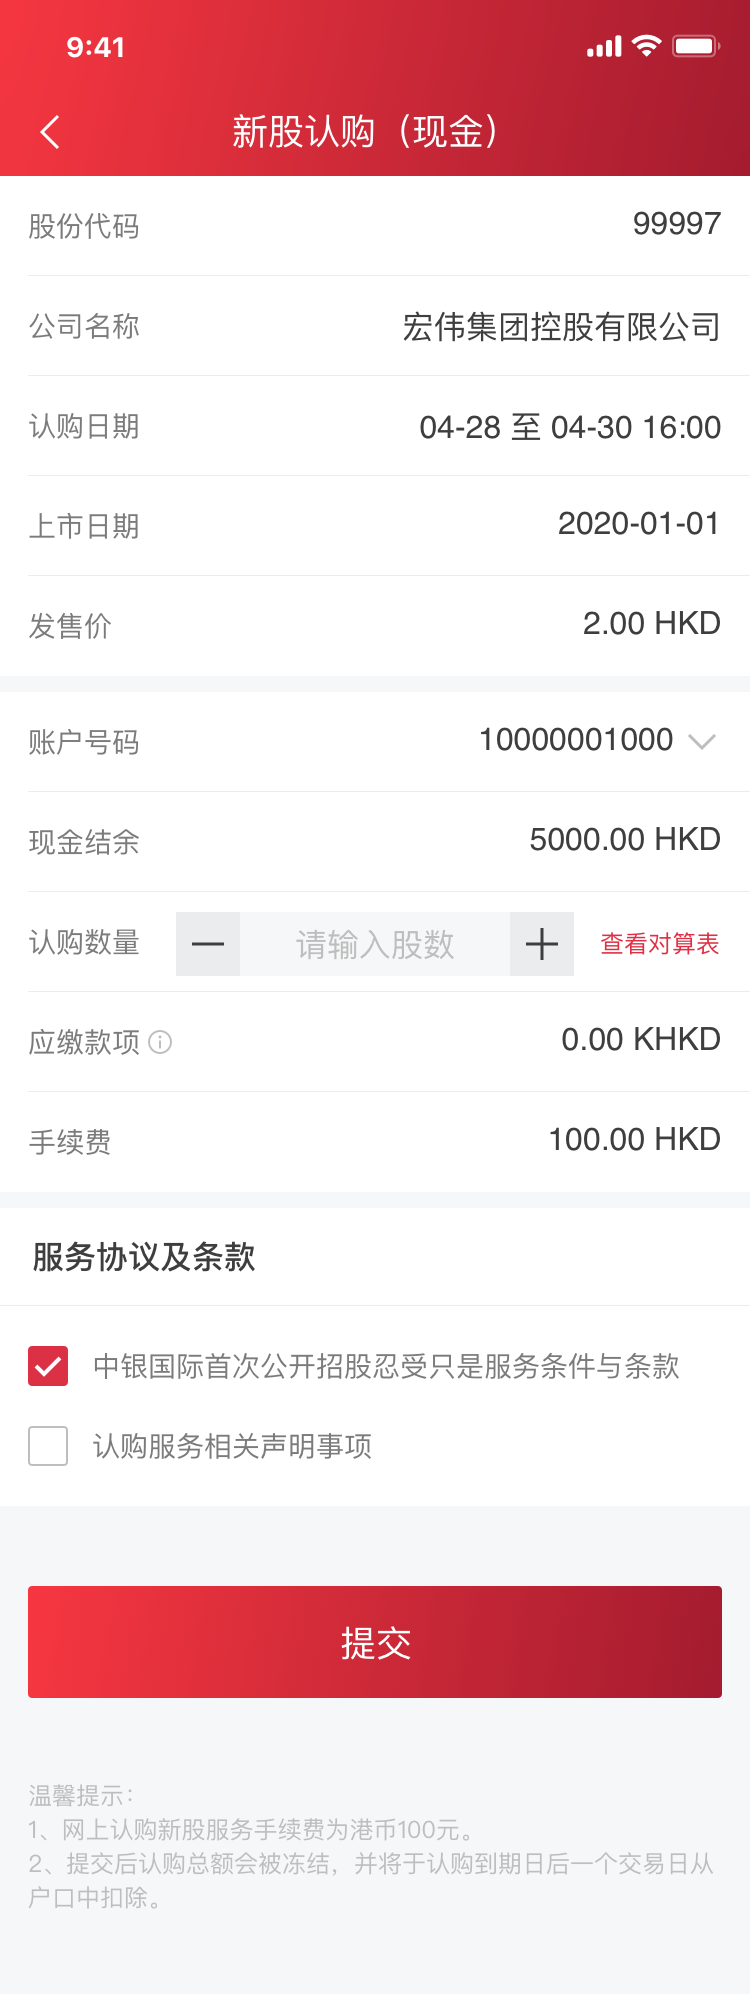 9:41
新股认购（现金）
股份代码 99997
公司名称 宏伟集团控股有限公司
认购日期 04-28 至 04-30 16:00
上市日期 2020-01-01
发售价 2.00 HKD
账户号码 10000001000
现金结余 5000.00 HKD
认购数量 请输入股数 查看对算表
应缴款项 0.00 KHKD
手续费 100.00 HKD
服务协议及条款
中银国际首次公开招股忍受只是服务条件与条款
认购服务相关声明事项
提交
温馨提示：
1、网上认购新股服务手续费为港币100元。
2、提交后认购总额会被冻结，并将于认购到期日后一个交易日从
户口中扣除。